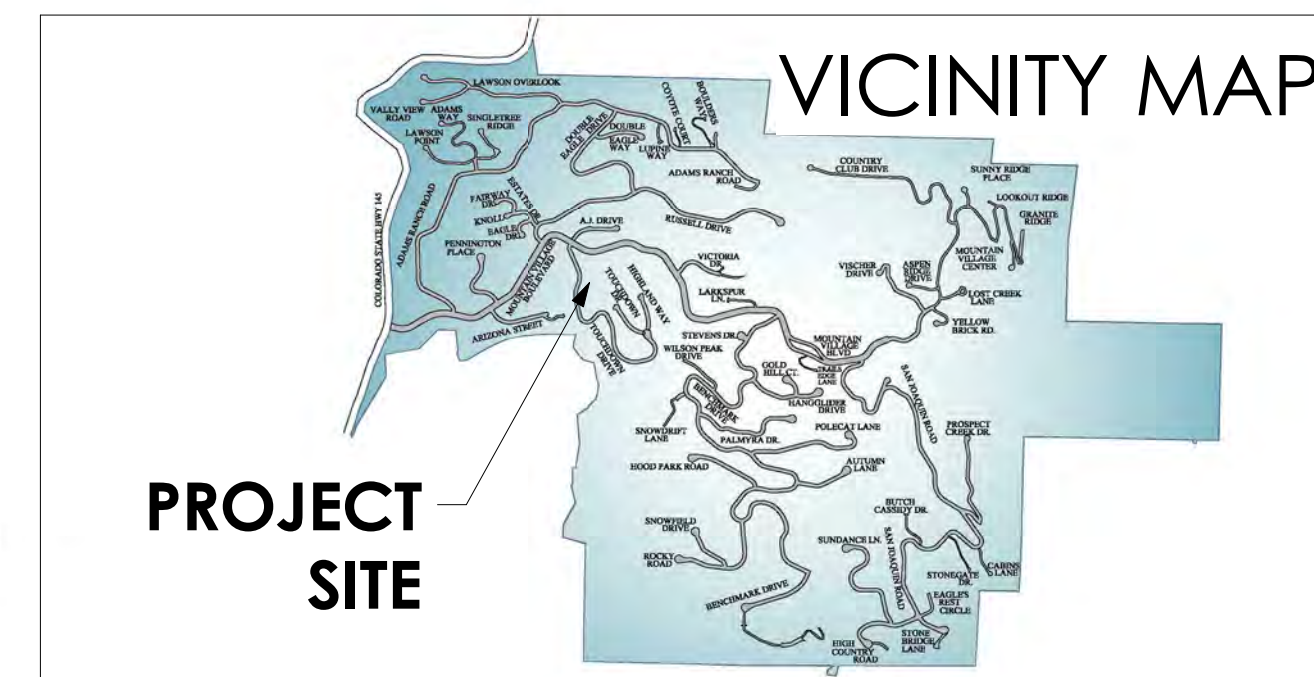 VICINITY MAP
LAWSON OVERLOOK
VALLY VIEW
ROAD
ADAMS
WAY
SINGLETREE
RIDGE
LAWSON
POINT
DOUBLE
EAGLE DRIVE
DOUBLE
EAGLE
WAY
LUPINE
WAY
COYOTE COURT
BOULDERS
WAY
ADAMS RANCH
ROAD
COLORADO STATE HWY 145
ADAMS RANCH ROAD
ESTATES DR.
FAIRWAY
DR.
KNOLL
EAGLE
DR.
PENNINGTON
PLACE
MOUNTAIN VILLAGE
BOULEVARD
ARIZONA STREET
A.J. DRIVE
RUSSELL DRIVE
COUNTRY
CLUB DRIVE
SUNNY RIDGE
PLACE
LOOKOUT RIDGE
GRANITE
RIDGE
MOUNTAIN
VILLAGE
CENTER
VISCHER
DRIVE
ASPEN
RIDGE
DRIVE
LOST CREEK
LANE
YELLOW
BRICK RD.
VICTORIA
DR.
LARKSPUR
LN.
HIGHLAND WAY
TOUCHDOWN
DR.
TOUCHDOWN
DRIVE
STEVENS DR.
WILSON PEAK
DRIVE
GOLD
HILL CT.
MOUNTAIN
VILLAGE
BLVD
TRAILS
EDGE
LANE
HANGGLIDER
DRIVE
BENCHMARK
DRIVE
SAN JOAQUIN ROAD
PROSPECT
CREEK DR.
SNOWDRIFT
LANE
PALMYRA DR.
POLECAT LANE
HOOD PARK ROAD
AUTUMN
LANE
PROJECT
SITE
SNOWFIELD
DRIVE
ROCKY
ROAD
BENCHMARK DRIVE
BUTCH
CASSIDY DR.
SUNDANCE LN.
SAN JOAQUIN ROAD
STONEGATE
DR.
CABINS
LANE
EAGLE'S
REST
CIRCLE
STONE
BRIDGE
LANE
HIGH
COUNTRY
ROAD